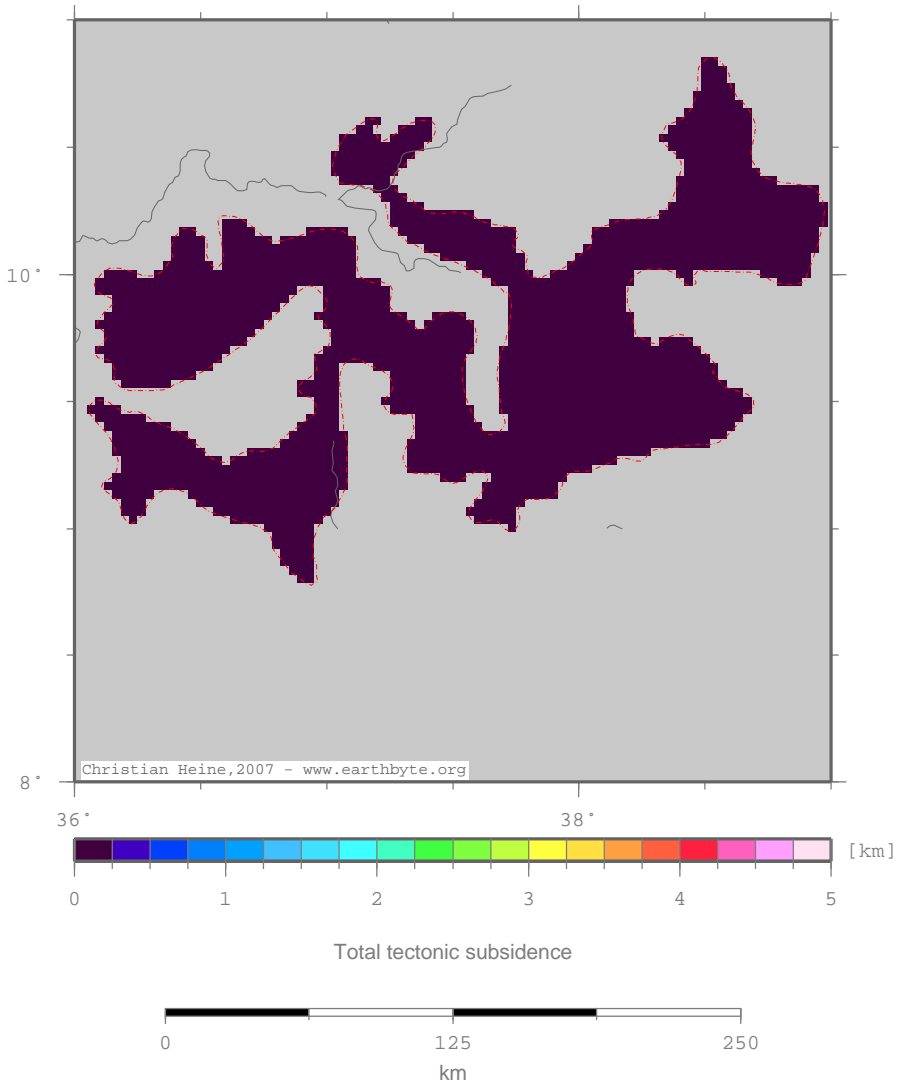 10°
Christian Heine,2007 - www.earthbyte.org
8°
36° 38°
[km]
0 1 2 3 4 5
Total tectonic subsidence
0 125 250
km